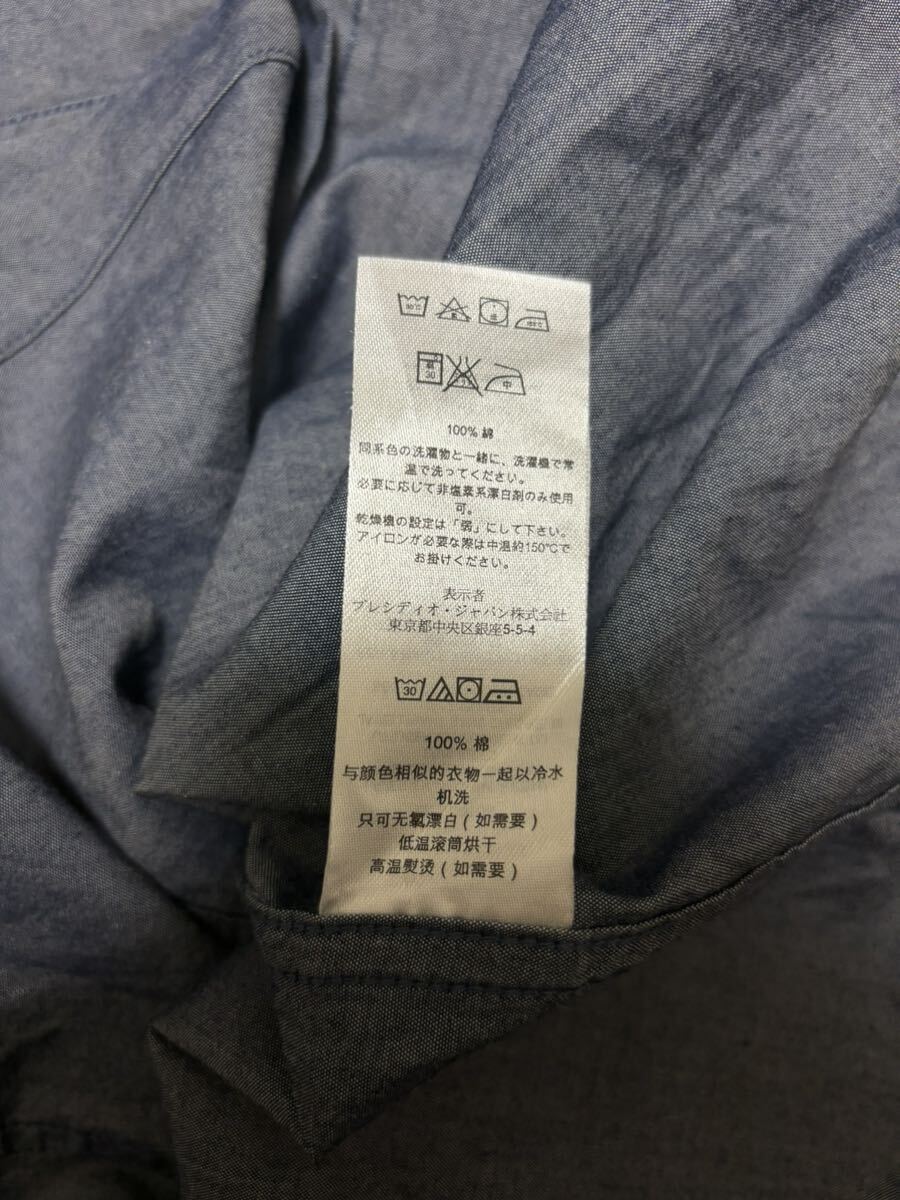 弱
30
中
100% 綿
同系色の洗濯物と一緒に、洗濯機で常
温で洗ってください。
必要に応じて非塩素系漂白剤のみ使用
可。
乾燥機の設定は「弱」にして下さい。
アイロンが必要な際は中温約150℃で
お掛けください。
表示者
プレシディオ・ジャパン株式会社
東京都中央区銀座5-5-4
30
100% 棉
与颜色相似的衣物一起以冷水
机洗
只可无氯漂白(如需要)
低温滚筒烘干
高温熨烫(如需要)